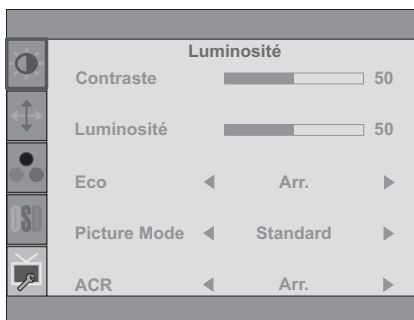 Luminosité
Contraste 50
Luminosité 50
Eco Arr.
Picture Mode Standard
OSD
ACR Arr.